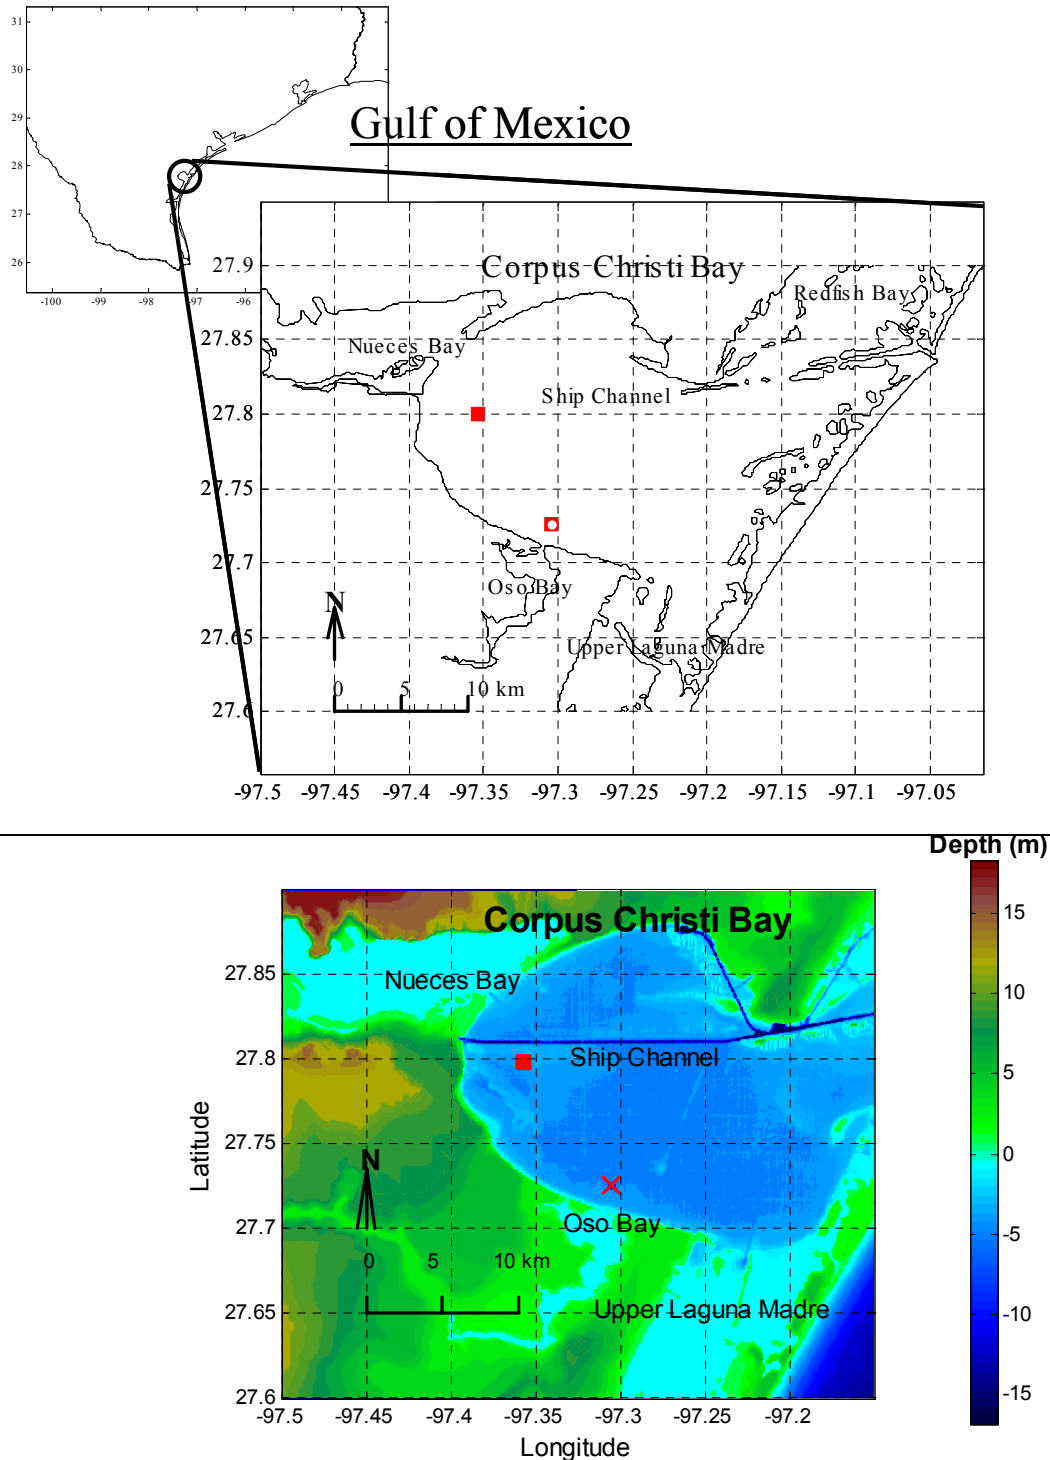 31
30
29
28
27
26
-100 -99 -98 -97 -96
Gulf of Mexico
27.9
27.85
27.8
27.75
27.7
27.65
27.6
Corpus Christi Bay
Redfish Bay
Nueces Bay
Ship Channel
Oso Bay
Upper Laguna Madre
N
0 5 10 km
-97.5 -97.45 -97.4 -97.35 -97.3 -97.25 -97.2 -97.15 -97.1 -97.05
Depth (m)
15
10
5
0
-5
-10
-15
Corpus Christi Bay
Nueces Bay
Ship Channel
Oso Bay
Upper Laguna Madre
N
0 5 10 km
Latitude
27.85
27.8
27.75
27.7
27.65
27.6
-97.5 -97.45 -97.4 -97.35 -97.3 -97.25 -97.2
Longitude